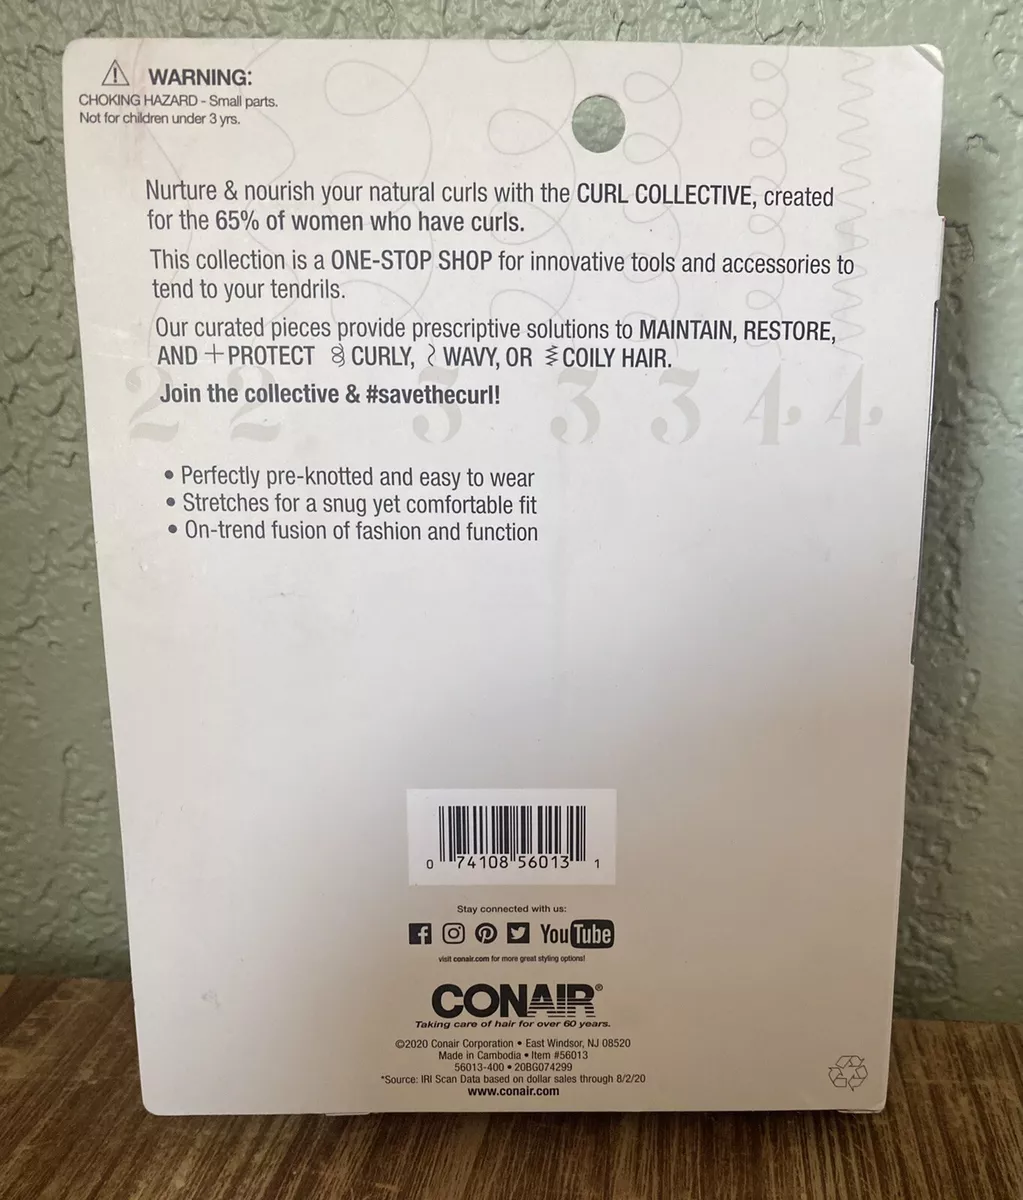 WARNING:
CHOKING HAZARD - Small parts.
Not for children under 3 yrs.
Nurture & nourish your natural curls with the CURL COLLECTIVE, created
for the 65% of women who have curls.
This collection is a ONE-STOP SHOP for innovative tools and accessories to
tend to your tendrils.
Our curated pieces provide prescriptive solutions to MAINTAIN, RESTORE,
AND + PROTECT CURLY, WAVY, OR COILY HAIR.
2 2 3 3 3 4 4
Join the collective & #savethecurl!
• Perfectly pre-knotted and easy to wear
• Stretches for a snug yet comfortable fit
• On-trend fusion of fashion and function
0 74108 56013 1
Stay connected with us:
YouTube
visit conair.com for more great styling options!
CONAIR®
Taking care of hair for over 60 years.
©2020 Conair Corporation • East Windsor, NJ 08520
Made in Cambodia • Item #56013
56013-400 • 20BG074299
*Source: IRI Scan Data based on dollar sales through 8/2/20
www.conair.com